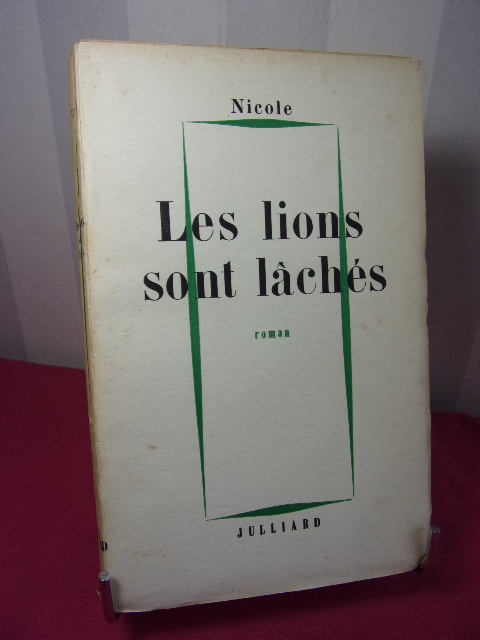 Nicole
Les lions
sont lâchés
roman
JULLIARD
D